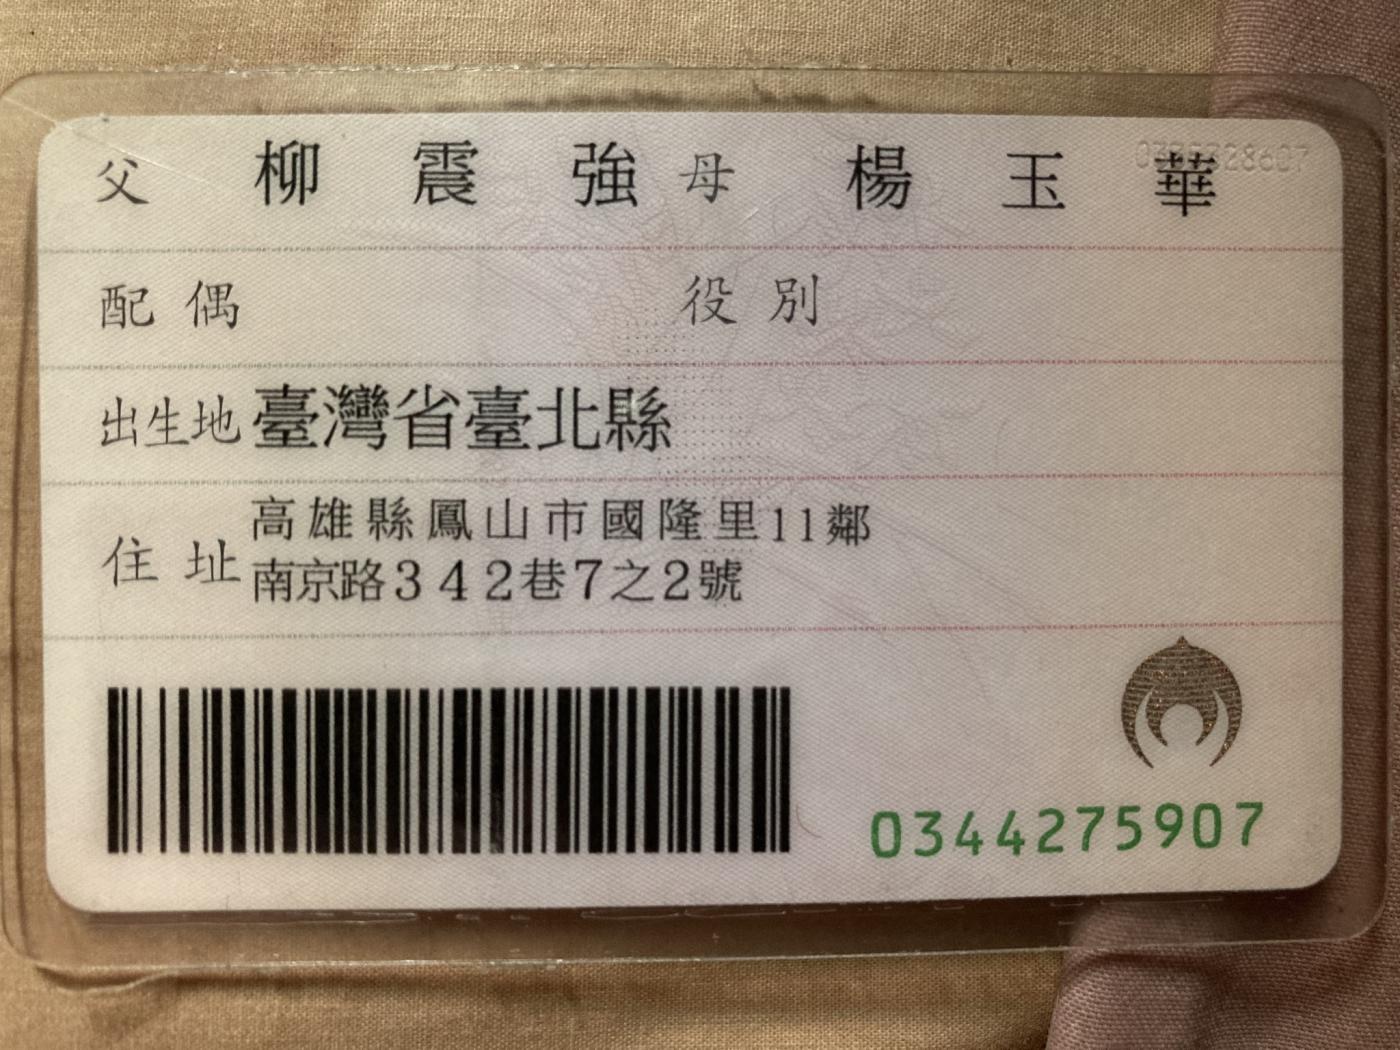 父 柳震強 母 楊玉華
配偶 役別
出生地 臺灣省臺北縣
住址 高雄縣鳳山市國隆里11鄰
南京路342巷7之2號
0344275907